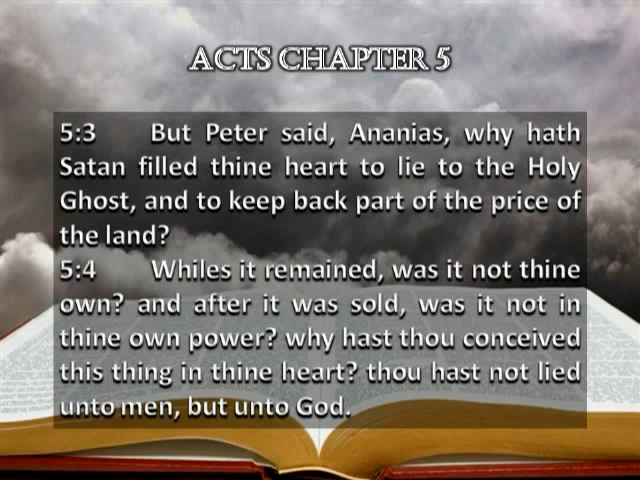 ACTS CHAPTER 5
5:3 But Peter said, Ananias, why hath
Satan filled thine heart to lie to the Holy
Ghost, and to keep back part of the price of
the land?
5:4 Whiles it remained, was it not thine
own? and after it was sold, was it not in
thine own power? why hast thou conceived
this thing in thine heart? thou hast not lied
unto men, but unto God.